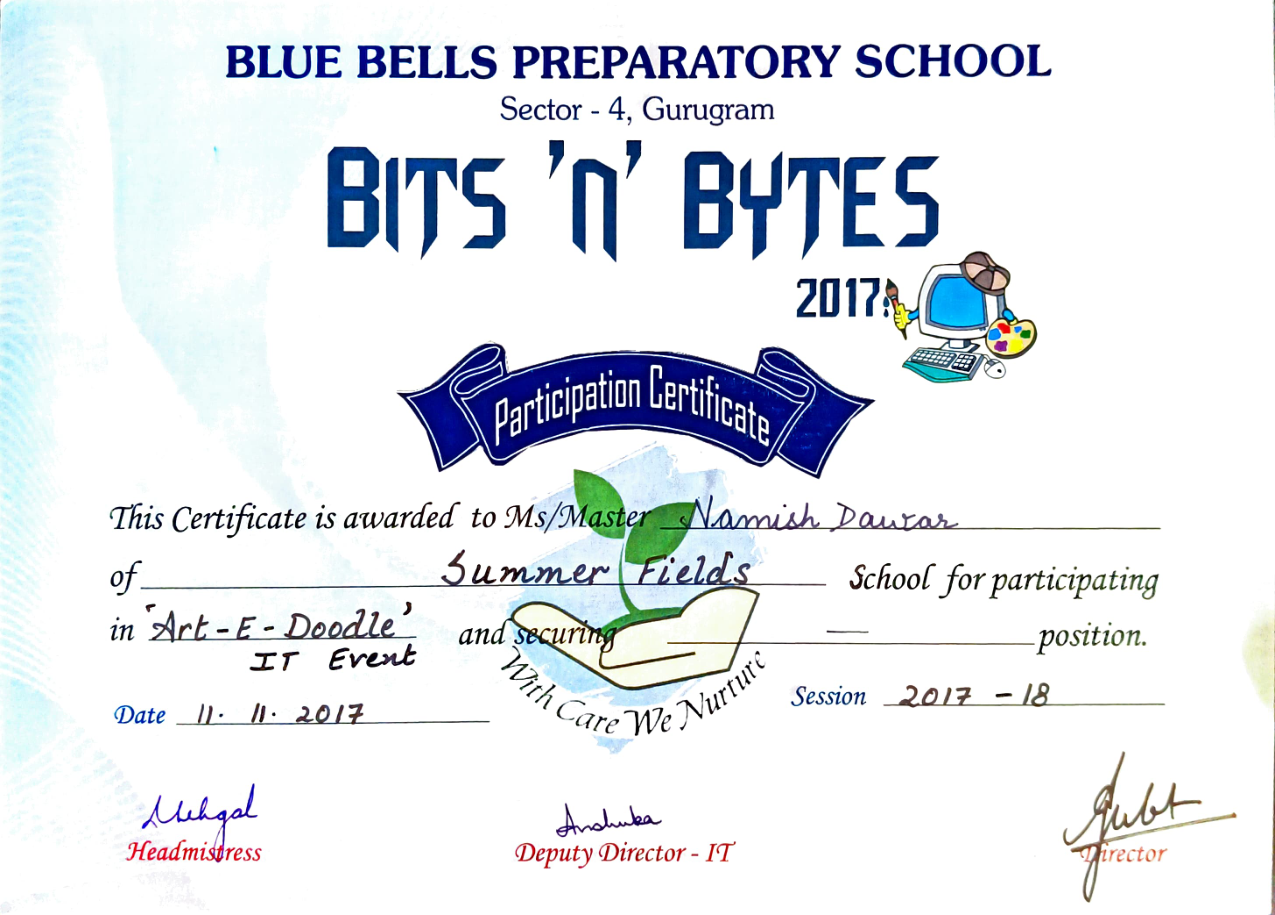 BLUE BELLS PREPARATORY SCHOOL
Sector - 4, Gurugram
BITS 'n' BYTES
2017
Participation Certificate
This Certificate is awarded to Ms/Master Namish Dawar
of Summer Fields School for participating
in 'Art-E-Doodle' and securing — position.
IT Event
With Care We Nurture
Date 11. 11. 2017 Session 2017 - 18
Headmistress Deputy Director - IT Director